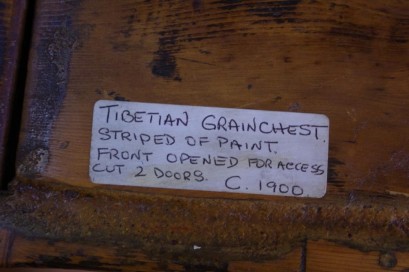 TIBETIAN GRAINCHEST.
STRIPED OF PAINT.
FRONT OPENED FOR ACCESS
CUT 2 DOORS. C. 1900